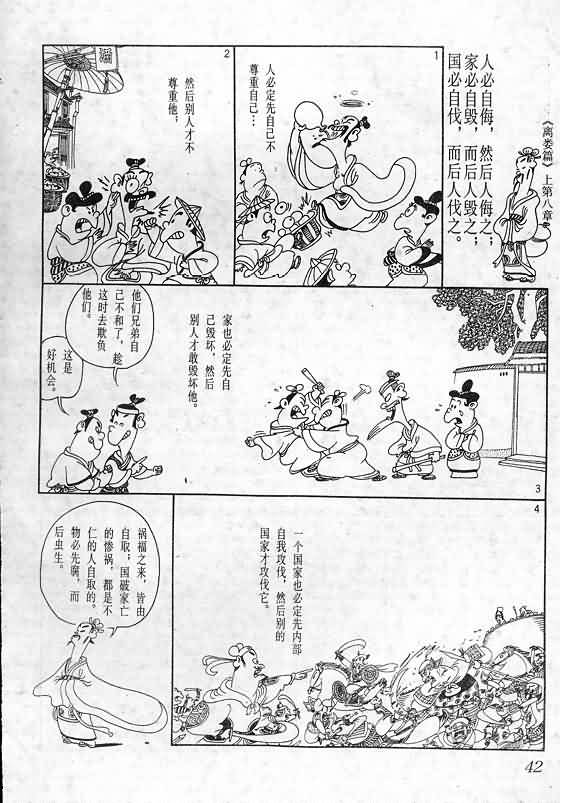 《离娄篇》上第八章
人必自侮，然后人侮之；
家必自毁，而后人毁之；
国必自伐，而后人伐之。
1
人必定先自己不
尊重自己…
2
然后别人才不
尊重他；
3
家也必定先自
己毁坏，然后
别人才敢毁坏他。
他们兄弟自
己不和了，趁
这时去欺负
他们。
这是
好机会。
4
一个国家也必定先内部
自我攻伐，然后别的
国家才攻伐它。
祸福之来，皆由
自取；国破家亡
的惨祸，都是不
仁的人自取的。
物必先腐，而
后虫生。
42